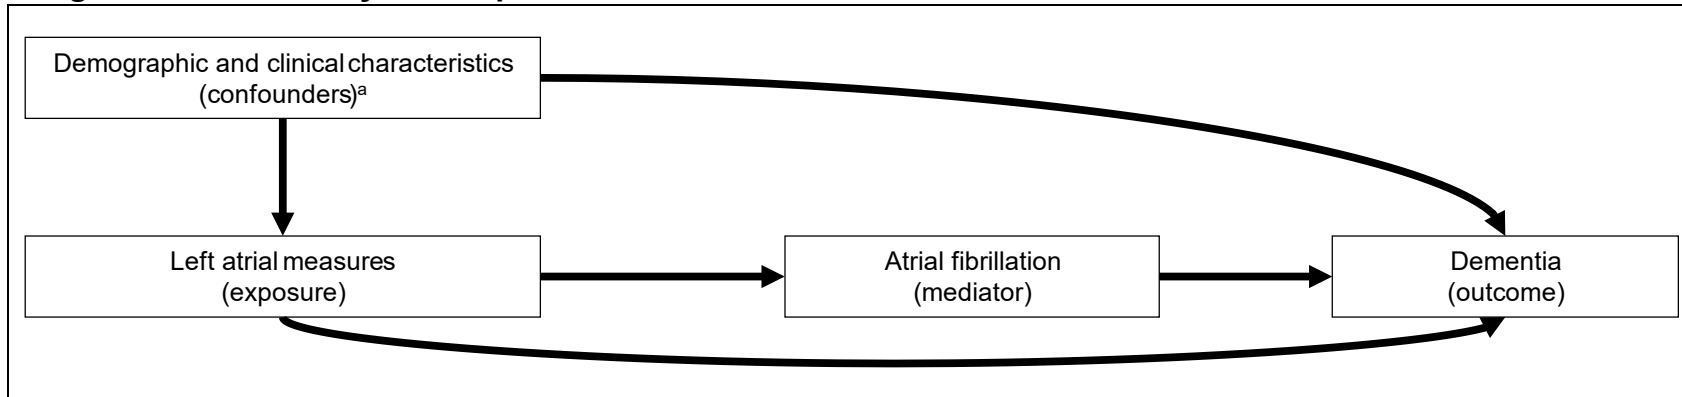 Demographic and clinical characteristics
(confounders)ᵃ
Left atrial measures
(exposure)
Atrial fibrillation
(mediator)
Dementia
(outcome)